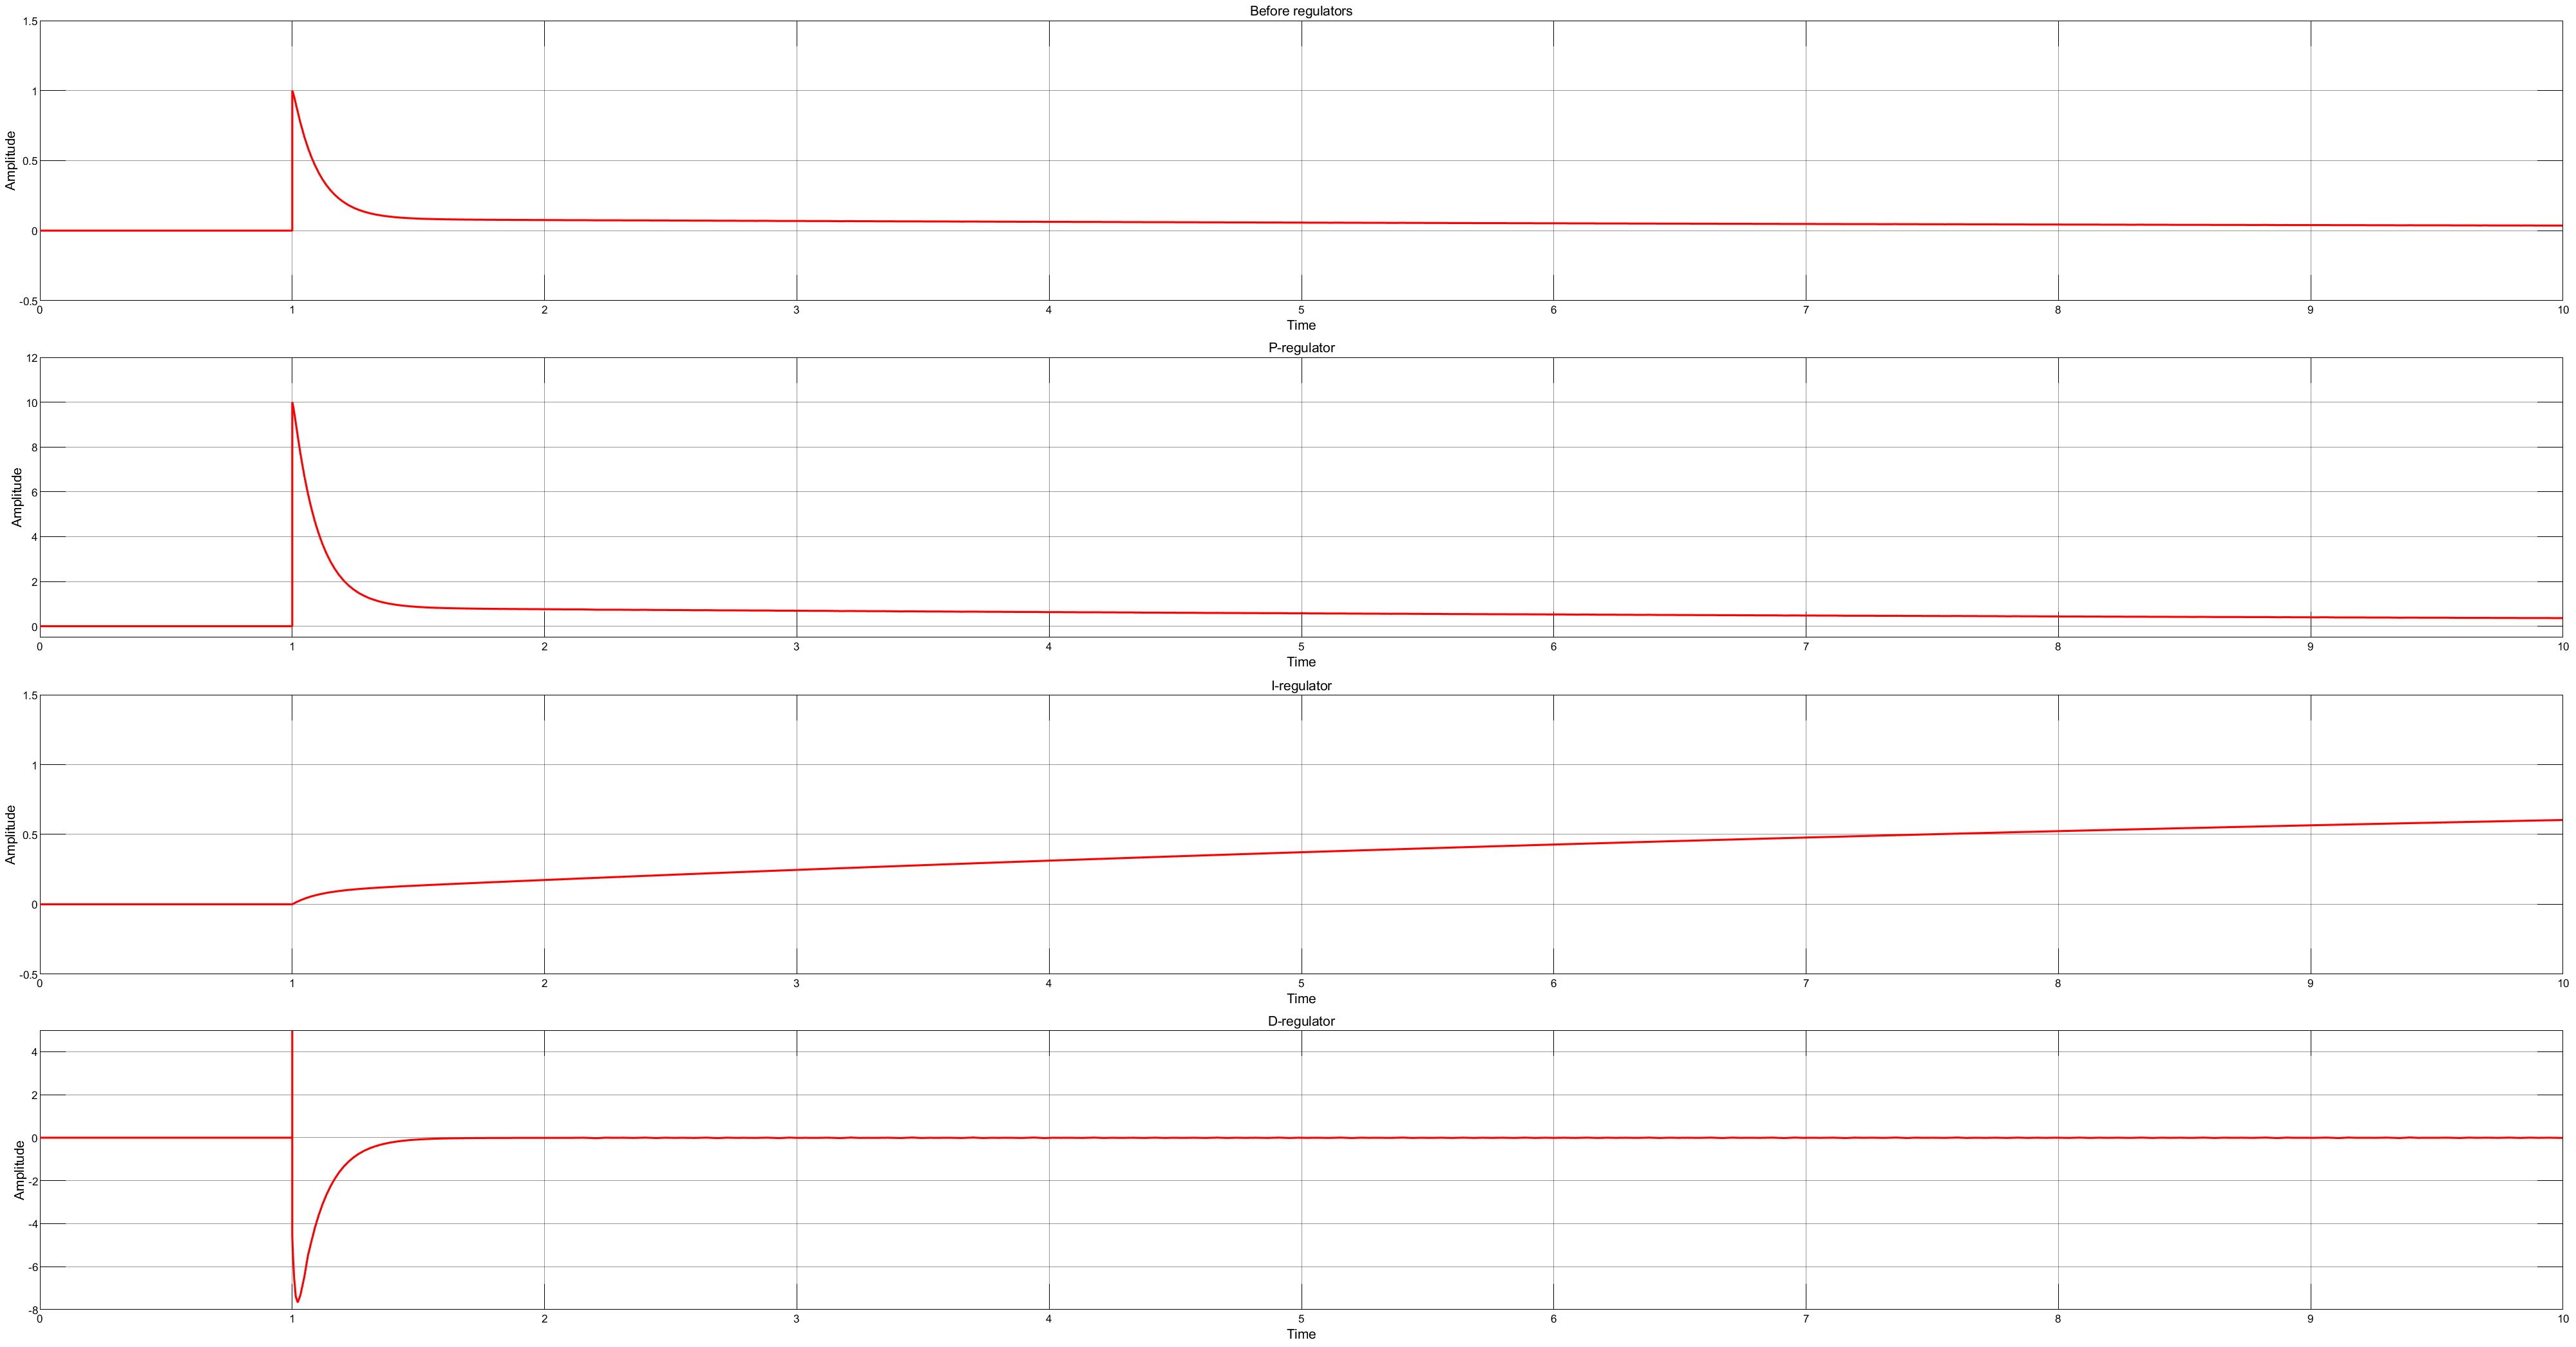 Before regulators
1.5
1
0.5
0
-0.5
Amplitude
0 1 2 3 4 5 6 7 8 9 10
Time
P-regulator
12
10
8
6
4
2
0
Amplitude
0 1 2 3 4 5 6 7 8 9 10
Time
I-regulator
1.5
1
0.5
0
-0.5
Amplitude
0 1 2 3 4 5 6 7 8 9 10
Time
D-regulator
4
2
0
-2
-4
-6
-8
Amplitude
0 1 2 3 4 5 6 7 8 9 10
Time